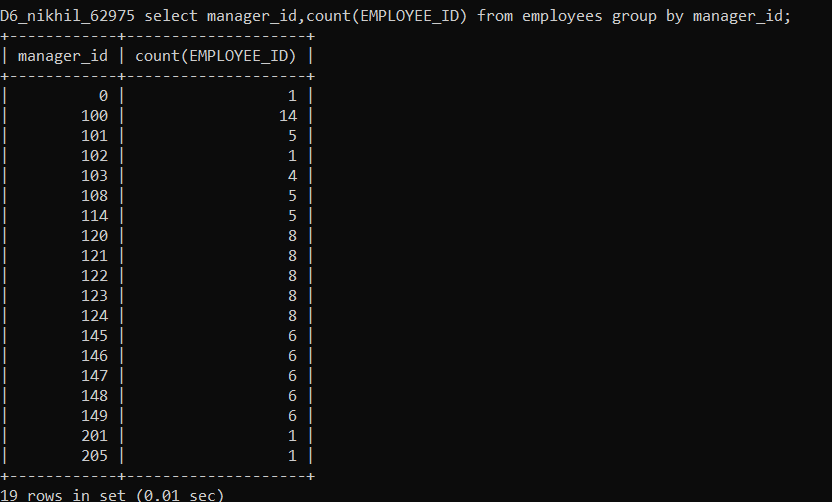 D6_nikhil_62975 select manager_id,count(EMPLOYEE_ID) from employees group by manager_id;
+------------+--------------------+
| manager_id | count(EMPLOYEE_ID) |
+------------+--------------------+
|          0 |                  1 |
|        100 |                 14 |
|        101 |                  5 |
|        102 |                  1 |
|        103 |                  4 |
|        108 |                  5 |
|        114 |                  5 |
|        120 |                  8 |
|        121 |                  8 |
|        122 |                  8 |
|        123 |                  8 |
|        124 |                  8 |
|        145 |                  6 |
|        146 |                  6 |
|        147 |                  6 |
|        148 |                  6 |
|        149 |                  6 |
|        201 |                  1 |
|        205 |                  1 |
+------------+--------------------+
19 rows in set (0.01 sec)